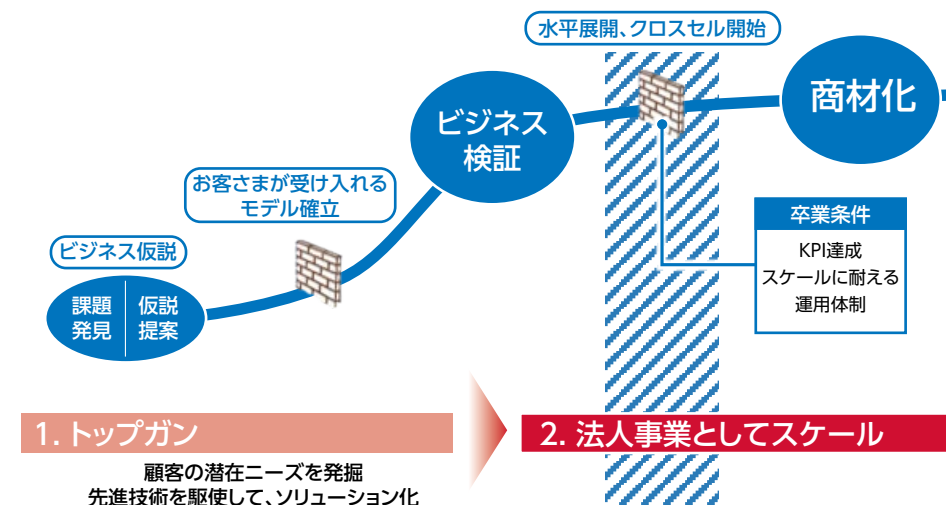 水平展開、クロスセル開始
商材化
ビジネス
検証
お客さまが受け入れる
モデル確立
卒業条件
KPI達成
スケールに耐える
運用体制
ビジネス仮説
課題
発見
仮説
提案
1. トップガン
2. 法人事業としてスケール
顧客の潜在ニーズを発掘
先進技術を駆使して、ソリューション化